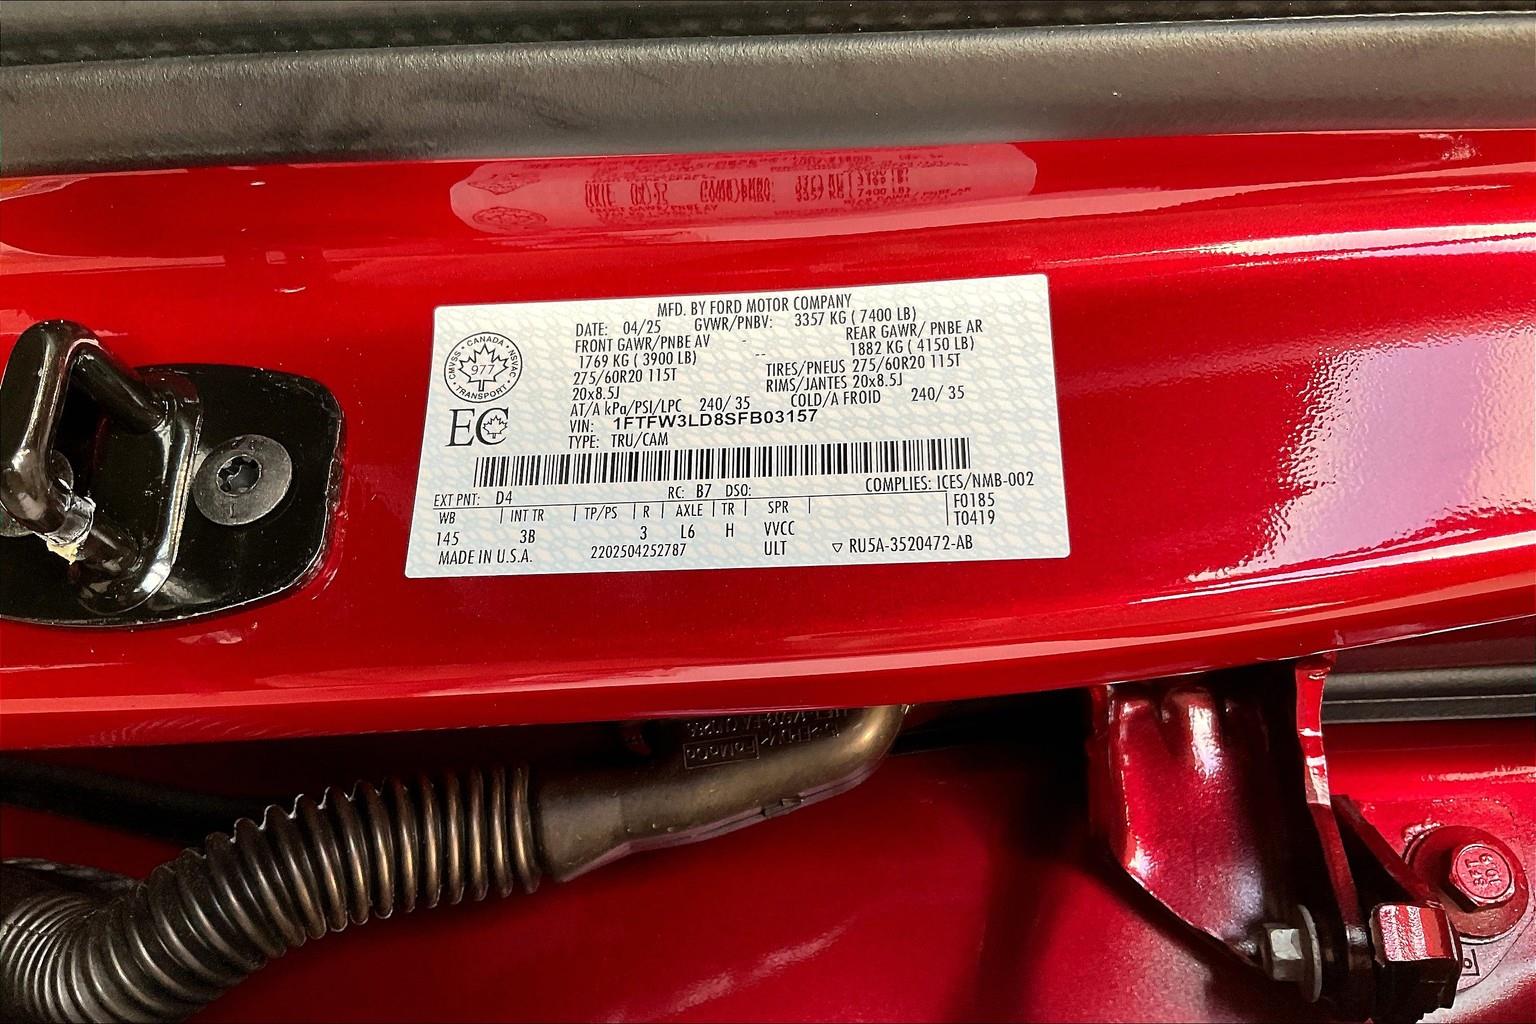 MFD. BY FORD MOTOR COMPANY
DATE: 04/25 GVWR/PNBV: 3357 KG ( 7400 LB)
FRONT GAWR/PNBE AV - REAR GAWR/ PNBE AR
1769 KG ( 3900 LB) -- 1882 KG ( 4150 LB)
275/60R20 115T TIRES/PNEUS 275/60R20 115T
20x8.5J RIMS/JANTES 20x8.5J
AT/A kPa/PSI/LPC 240/ 35 COLD/A FROID 240/ 35
VIN: 1FTFW3LD8SFB03157
TYPE: TRU/CAM
CANADA
CMVSS • NSVAC
977
TRANSPORT
EC
EXT PNT: D4 RC: B7 DSO: COMPLIES: ICES/NMB-002
WB INT TR TP/PS R AXLE TR SPR F0185
145 3B 3 L6 H VVCC T0419
MADE IN U.S.A. 2202504252787 ULT ▽ RU5A-3520472-AB
FoMoCo
10.9